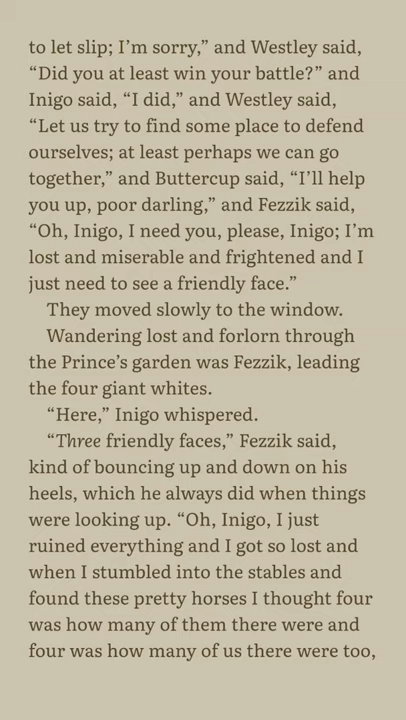 to let slip; I’m sorry,” and Westley said,
“Did you at least win your battle?” and
Inigo said, “I did,” and Westley said,
“Let us try to find some place to defend
ourselves; at least perhaps we can go
together,” and Buttercup said, “I’ll help
you up, poor darling,” and Fezzik said,
“Oh, Inigo, I need you, please, Inigo; I’m
lost and miserable and frightened and I
just need to see a friendly face.”
They moved slowly to the window.
Wandering lost and forlorn through
the Prince’s garden was Fezzik, leading
the four giant whites.
“Here,” Inigo whispered.
“Three friendly faces,” Fezzik said,
kind of bouncing up and down on his
heels, which he always did when things
were looking up. “Oh, Inigo, I just
ruined everything and I got so lost and
when I stumbled into the stables and
found these pretty horses I thought four
was how many of them there were and
four was how many of us there were too,